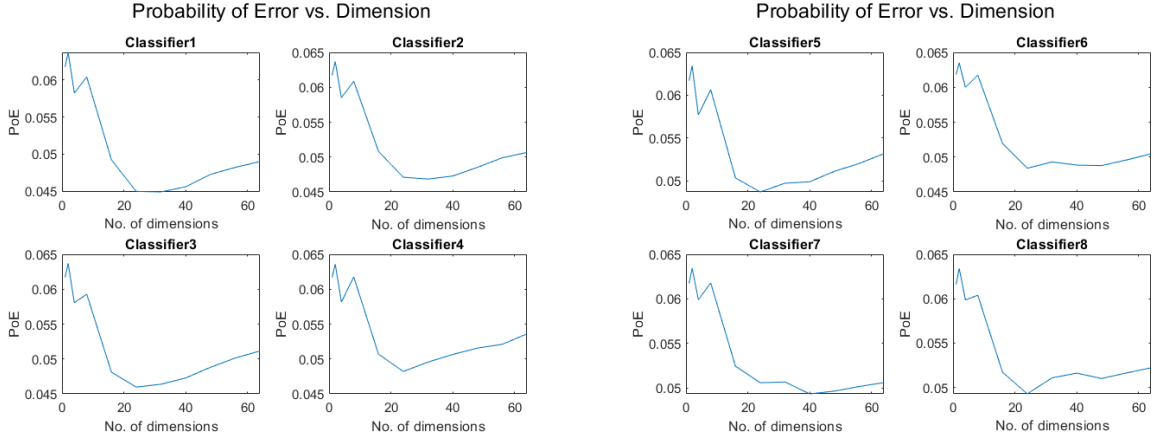 Probability of Error vs. Dimension
Classifier1
PoE
0.06
0.055
0.05
0.045
0 20 40 60
No. of dimensions
Classifier2
PoE
0.065
0.06
0.055
0.05
0.045
0 20 40 60
No. of dimensions
Classifier3
PoE
0.065
0.06
0.055
0.05
0.045
0 20 40 60
No. of dimensions
Classifier4
PoE
0.065
0.06
0.055
0.05
0.045
0 20 40 60
No. of dimensions
Probability of Error vs. Dimension
Classifier5
PoE
0.065
0.06
0.055
0.05
0 20 40 60
No. of dimensions
Classifier6
PoE
0.065
0.06
0.055
0.05
0.045
0 20 40 60
No. of dimensions
Classifier7
PoE
0.065
0.06
0.055
0.05
0 20 40 60
No. of dimensions
Classifier8
PoE
0.065
0.06
0.055
0.05
0 20 40 60
No. of dimensions